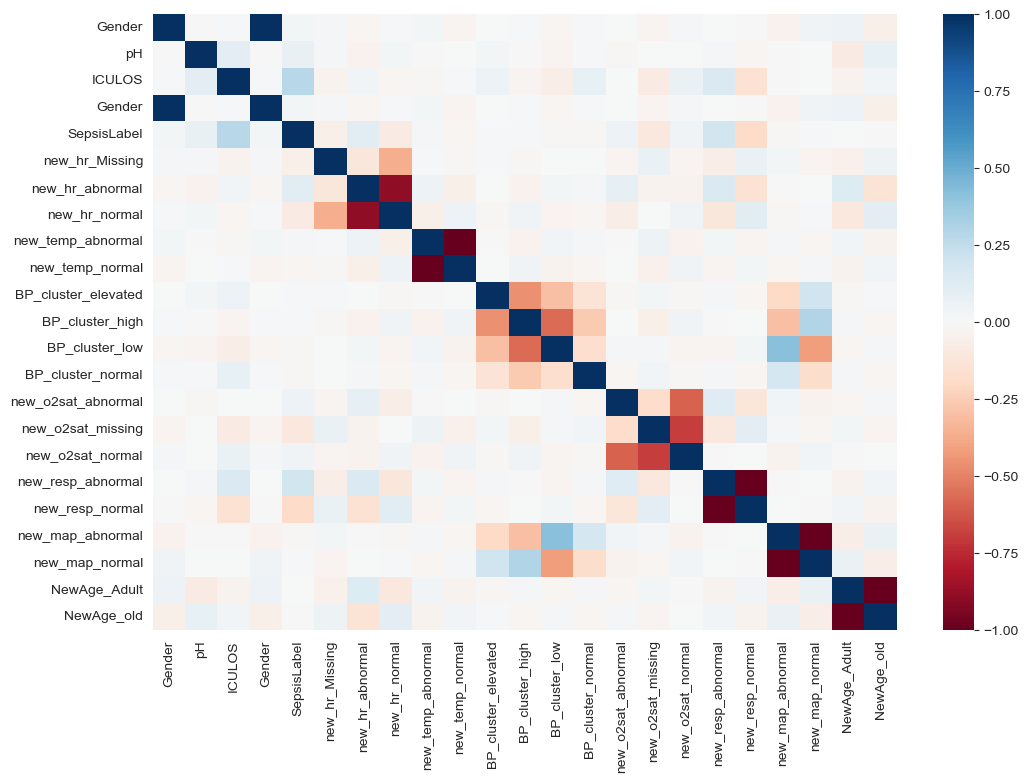 Gender
pH
ICULOS
Gender
SepsisLabel
new_hr_Missing
new_hr_abnormal
new_hr_normal
new_temp_abnormal
new_temp_normal
BP_cluster_elevated
BP_cluster_high
BP_cluster_low
BP_cluster_normal
new_o2sat_abnormal
new_o2sat_missing
new_o2sat_normal
new_resp_abnormal
new_resp_normal
new_map_abnormal
new_map_normal
NewAge_Adult
NewAge_old
Gender
pH
ICULOS
Gender
SepsisLabel
new_hr_Missing
new_hr_abnormal
new_hr_normal
new_temp_abnormal
new_temp_normal
BP_cluster_elevated
BP_cluster_high
BP_cluster_low
BP_cluster_normal
new_o2sat_abnormal
new_o2sat_missing
new_o2sat_normal
new_resp_abnormal
new_resp_normal
new_map_abnormal
new_map_normal
NewAge_Adult
NewAge_old
1.00
0.75
0.50
0.25
0.00
−0.25
−0.50
−0.75
−1.00